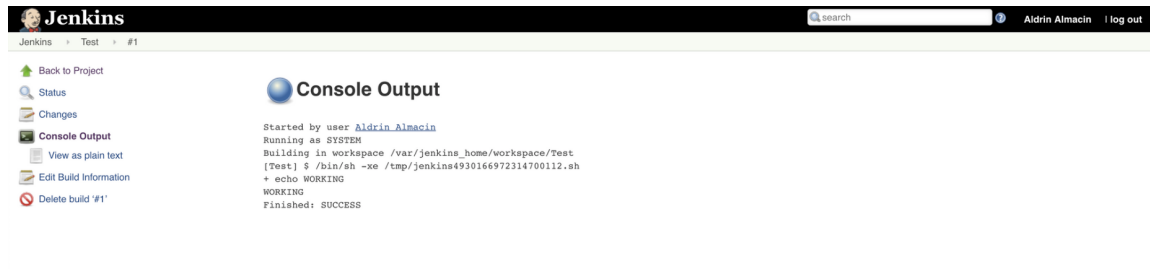 Jenkins
search
Aldrin Almacin | log out
Jenkins Test #1
Back to Project
Status
Changes
Console Output
View as plain text
Edit Build Information
Delete build '#1'
Console Output
Started by user Aldrin Almacin
Running as SYSTEM
Building in workspace /var/jenkins_home/workspace/Test
[Test] $ /bin/sh -xe /tmp/jenkins4930166972314700112.sh
+ echo WORKING
WORKING
Finished: SUCCESS